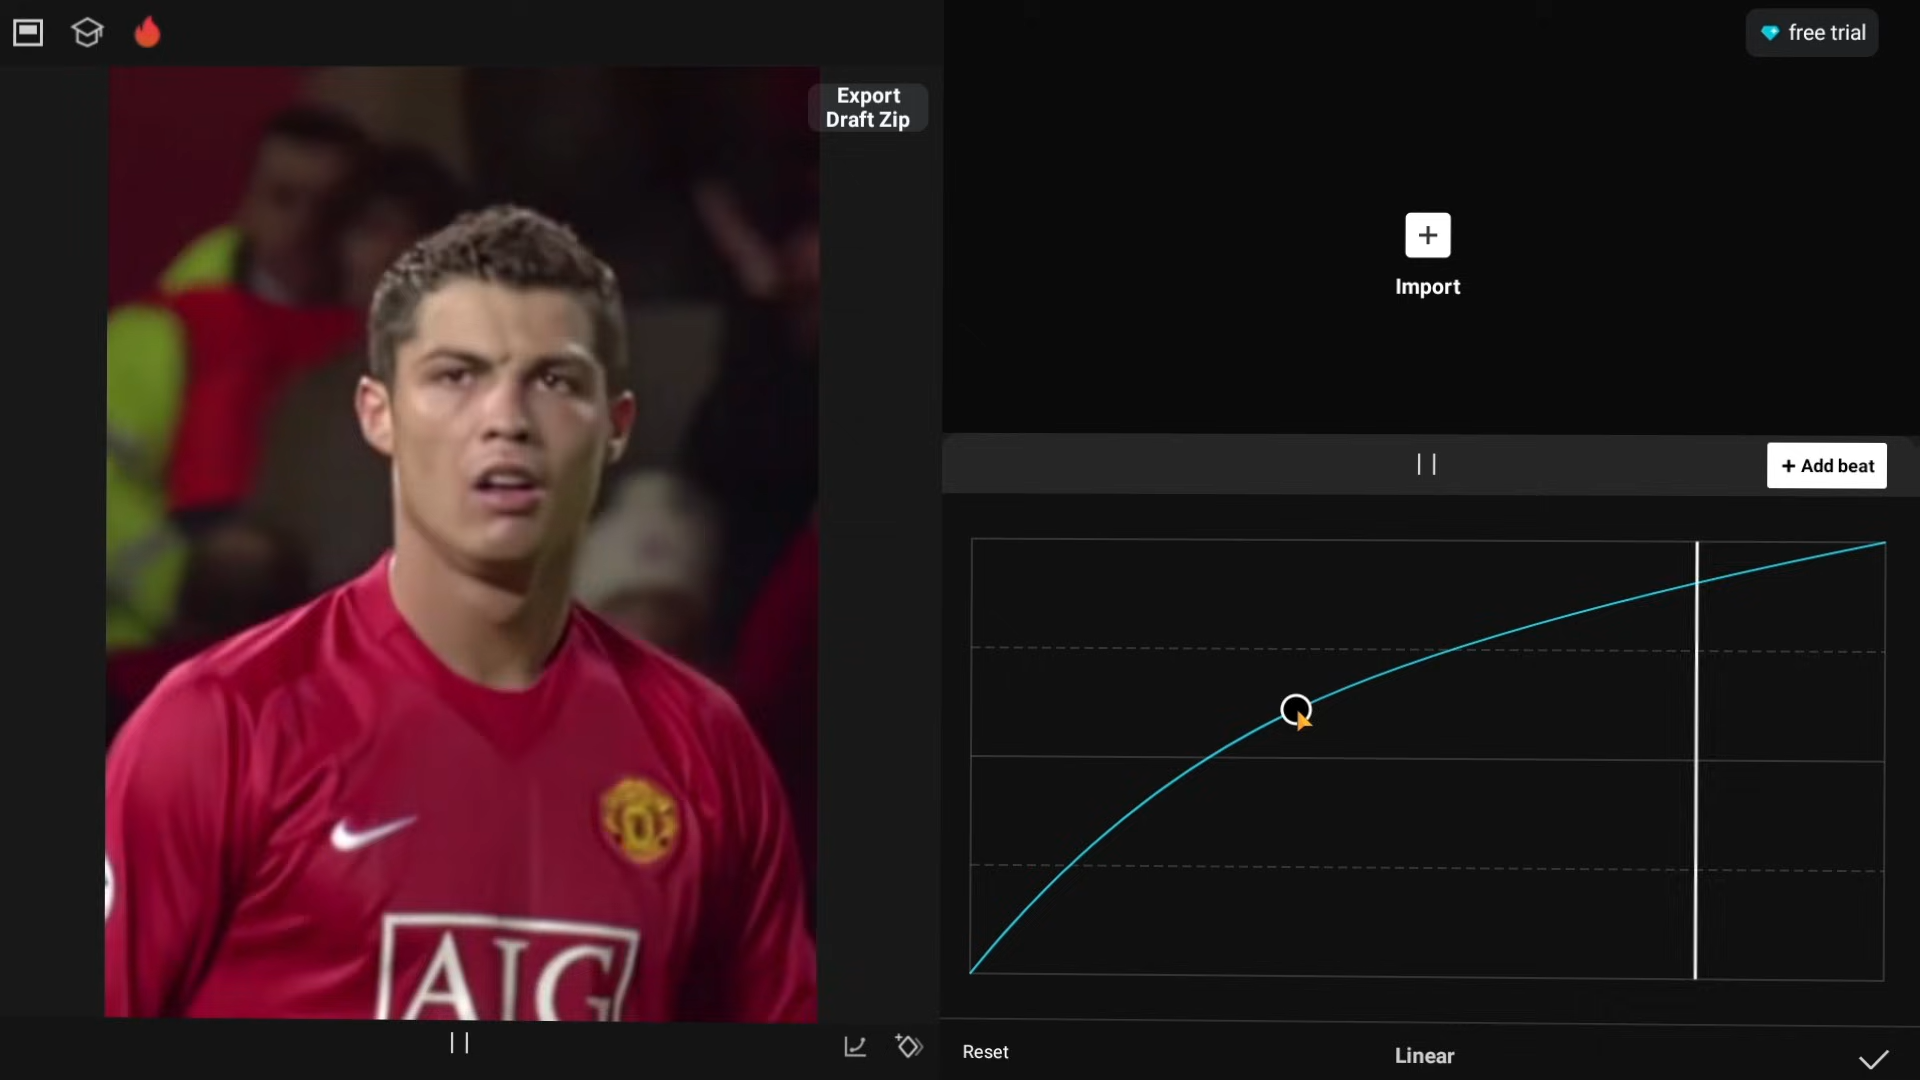 free trial
Export
Draft Zip
Import
+ Add beat
AIG
Reset
Linear